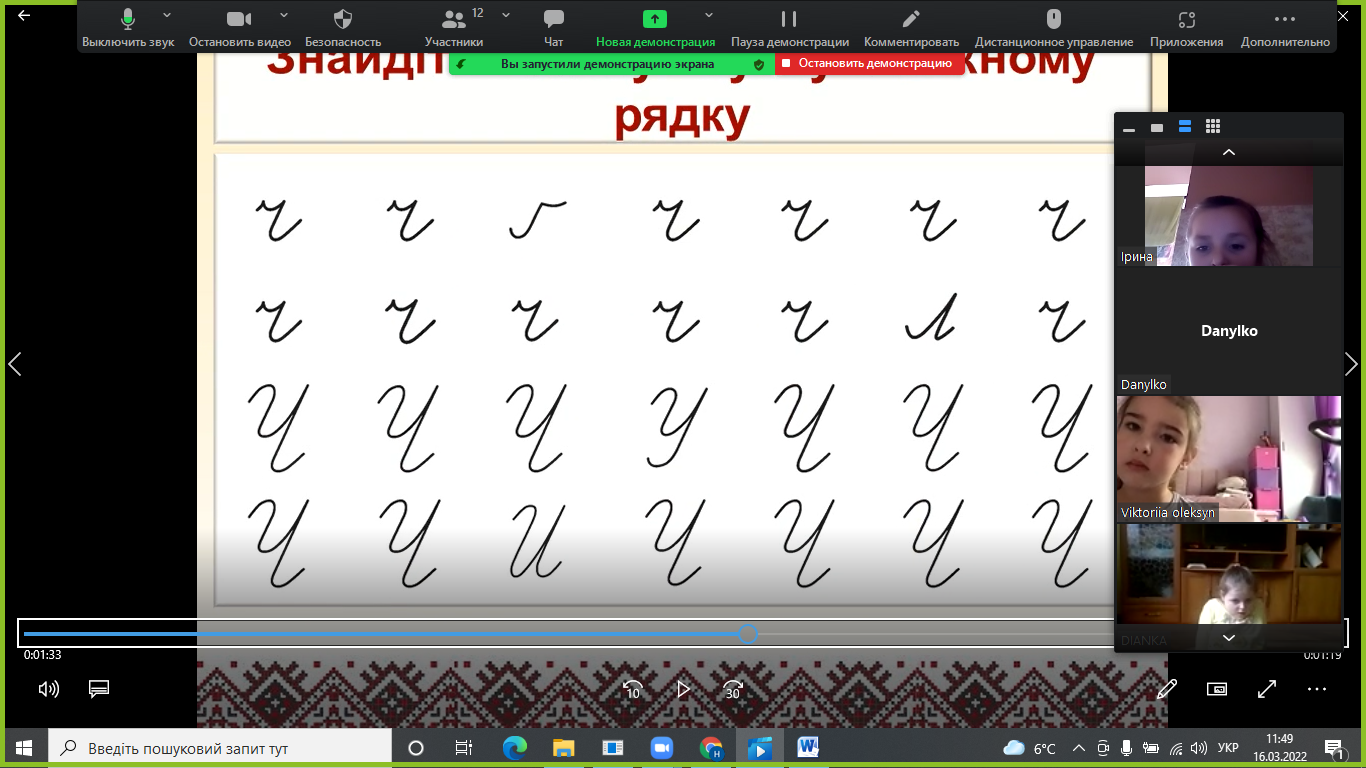 12
Выключить звук Остановить видео Безопасность Участники Чат Новая демонстрация Пауза демонстрации Комментировать Дистанционное управление Приложения Дополнительно
Вы запустили демонстрацию экрана Остановить демонстрацию
рядку
ч ч г ч ч ч ч
ч ч ч ч ч л ч
Ч Ч Ч У Ч Ч Ч
Ч Ч И Ч Ч Ч Ч
Ірина
Danylko
Danylko
Viktoriia oleksyn
DIANKA
0:01:33 0:01:19
10 30
Введіть пошуковий запит тут
6°C
УКР
11:49
16.03.2022
1